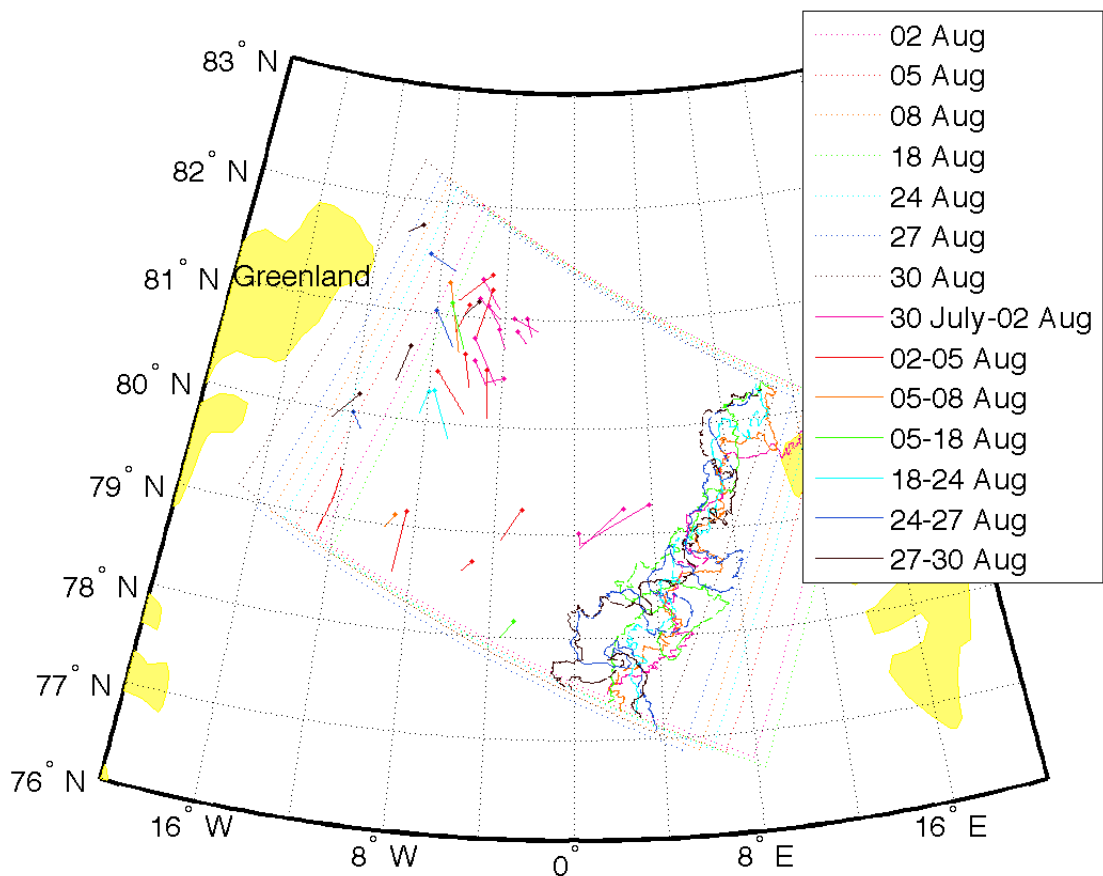 83° N
82° N
81° N
80° N
79° N
78° N
77° N
76° N
16° W
8° W
0°
8° E
16° E
Greenland
02 Aug
05 Aug
08 Aug
18 Aug
24 Aug
27 Aug
30 Aug
30 July-02 Aug
02-05 Aug
05-08 Aug
05-18 Aug
18-24 Aug
24-27 Aug
27-30 Aug